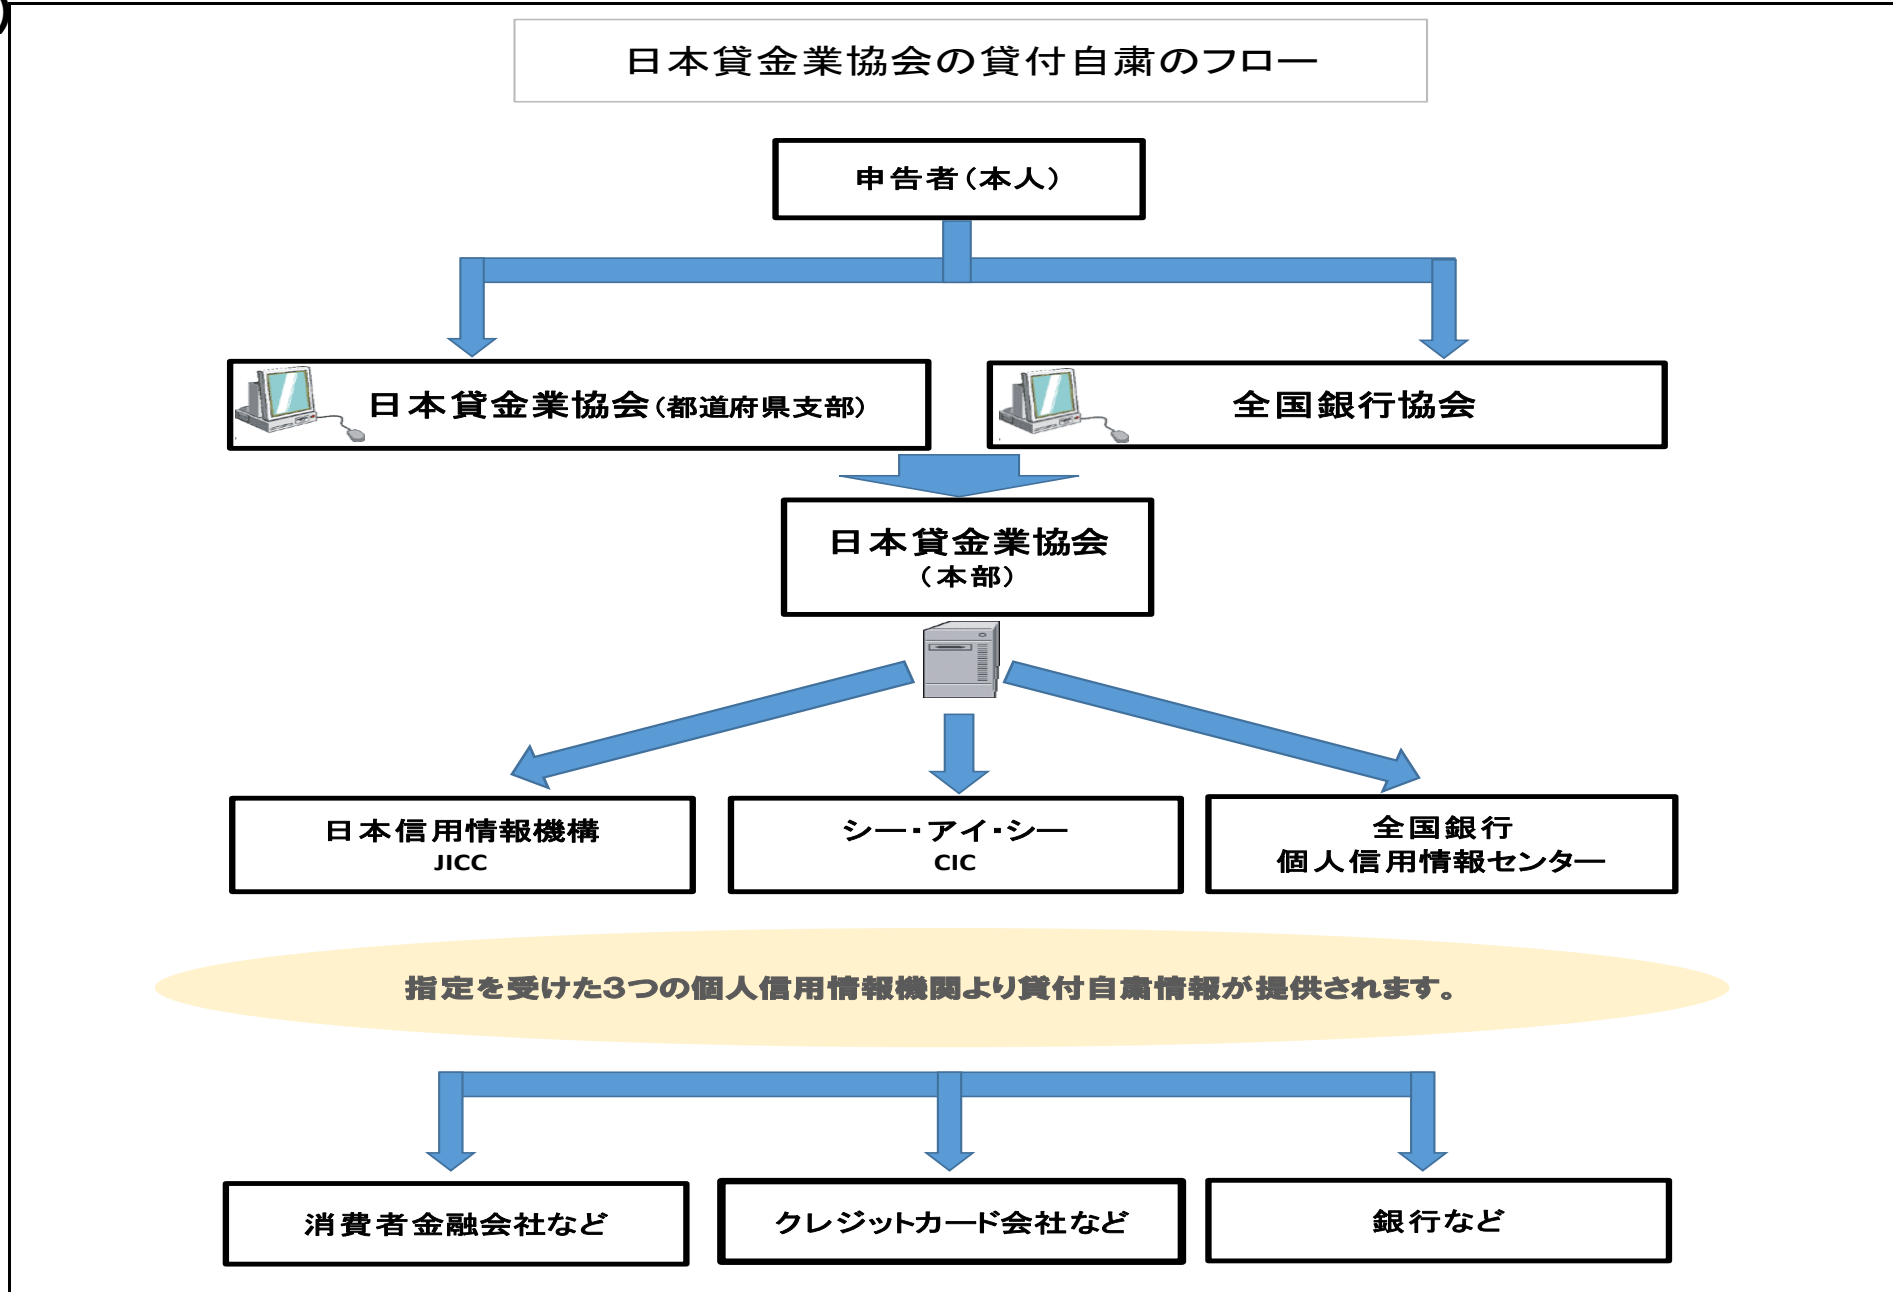 日本貸金業協会の貸付自粛のフロー
申告者(本人)
日本貸金業協会(都道府県支部)
全国銀行協会
日本貸金業協会
(本部)
日本信用情報機構
JICC
シー・アイ・シー
CIC
全国銀行
個人信用情報センター
指定を受けた3つの個人信用情報機関より貸付自粛情報が提供されます。
消費者金融会社など
クレジットカード会社など
銀行など